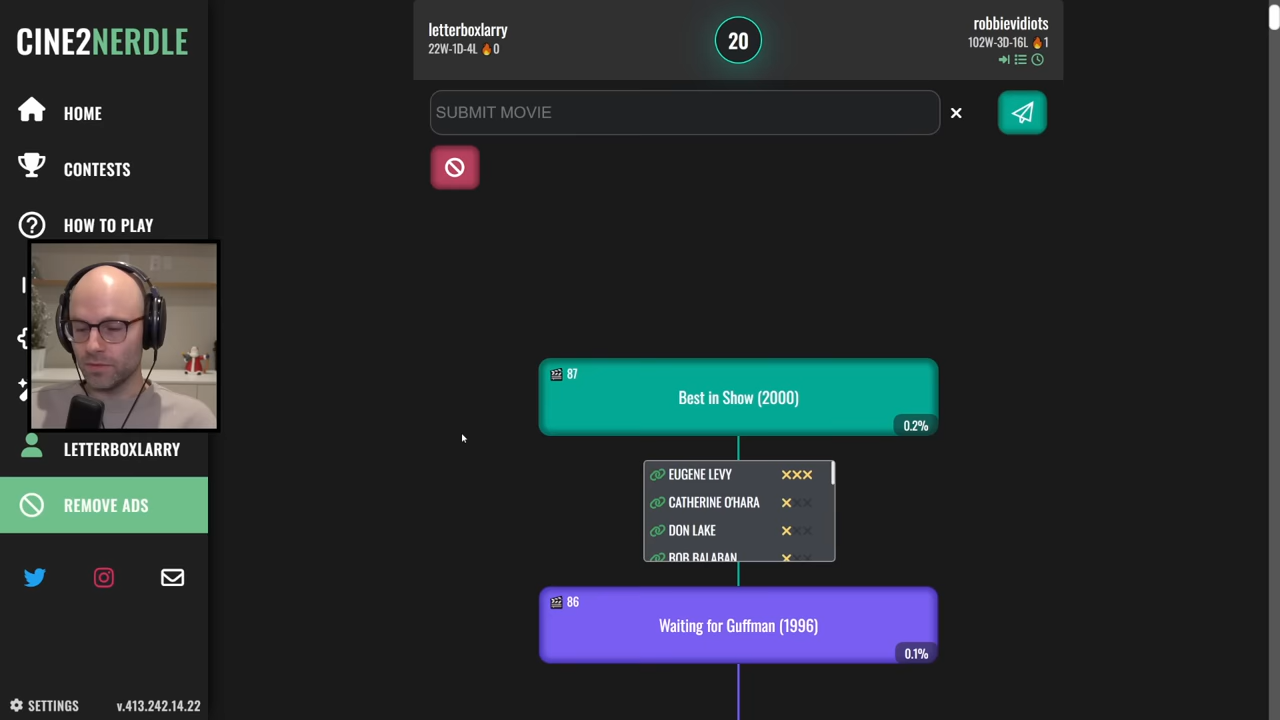 CINE2NERDLE
HOME
CONTESTS
HOW TO PLAY
LETTERBOXLARRY
REMOVE ADS
SETTINGS
v.413.242.14.22
letterboxlarry
22W-1D-4L 🔥0
20
robbievidiots
102W-3D-16L 🔥1
SUBMIT MOVIE
87
Best in Show (2000)
0.2%
EUGENE LEVY
CATHERINE O'HARA
DON LAKE
BOB BALABAN
86
Waiting for Guffman (1996)
0.1%